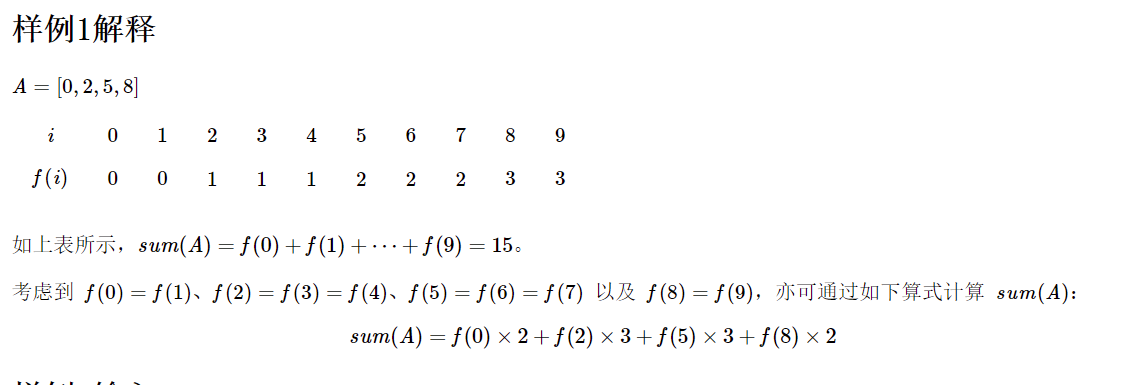 样例1解释
A = [0, 2, 5, 8]
i 0 1 2 3 4 5 6 7 8 9
f(i) 0 0 1 1 1 2 2 2 3 3
如上表所示，sum(A) = f(0) + f(1) + ⋯ + f(9) = 15。
考虑到 f(0) = f(1)、f(2) = f(3) = f(4)、f(5) = f(6) = f(7) 以及 f(8) = f(9)，亦可通过如下算式计算 sum(A)：
sum(A) = f(0) × 2 + f(2) × 3 + f(5) × 3 + f(8) × 2